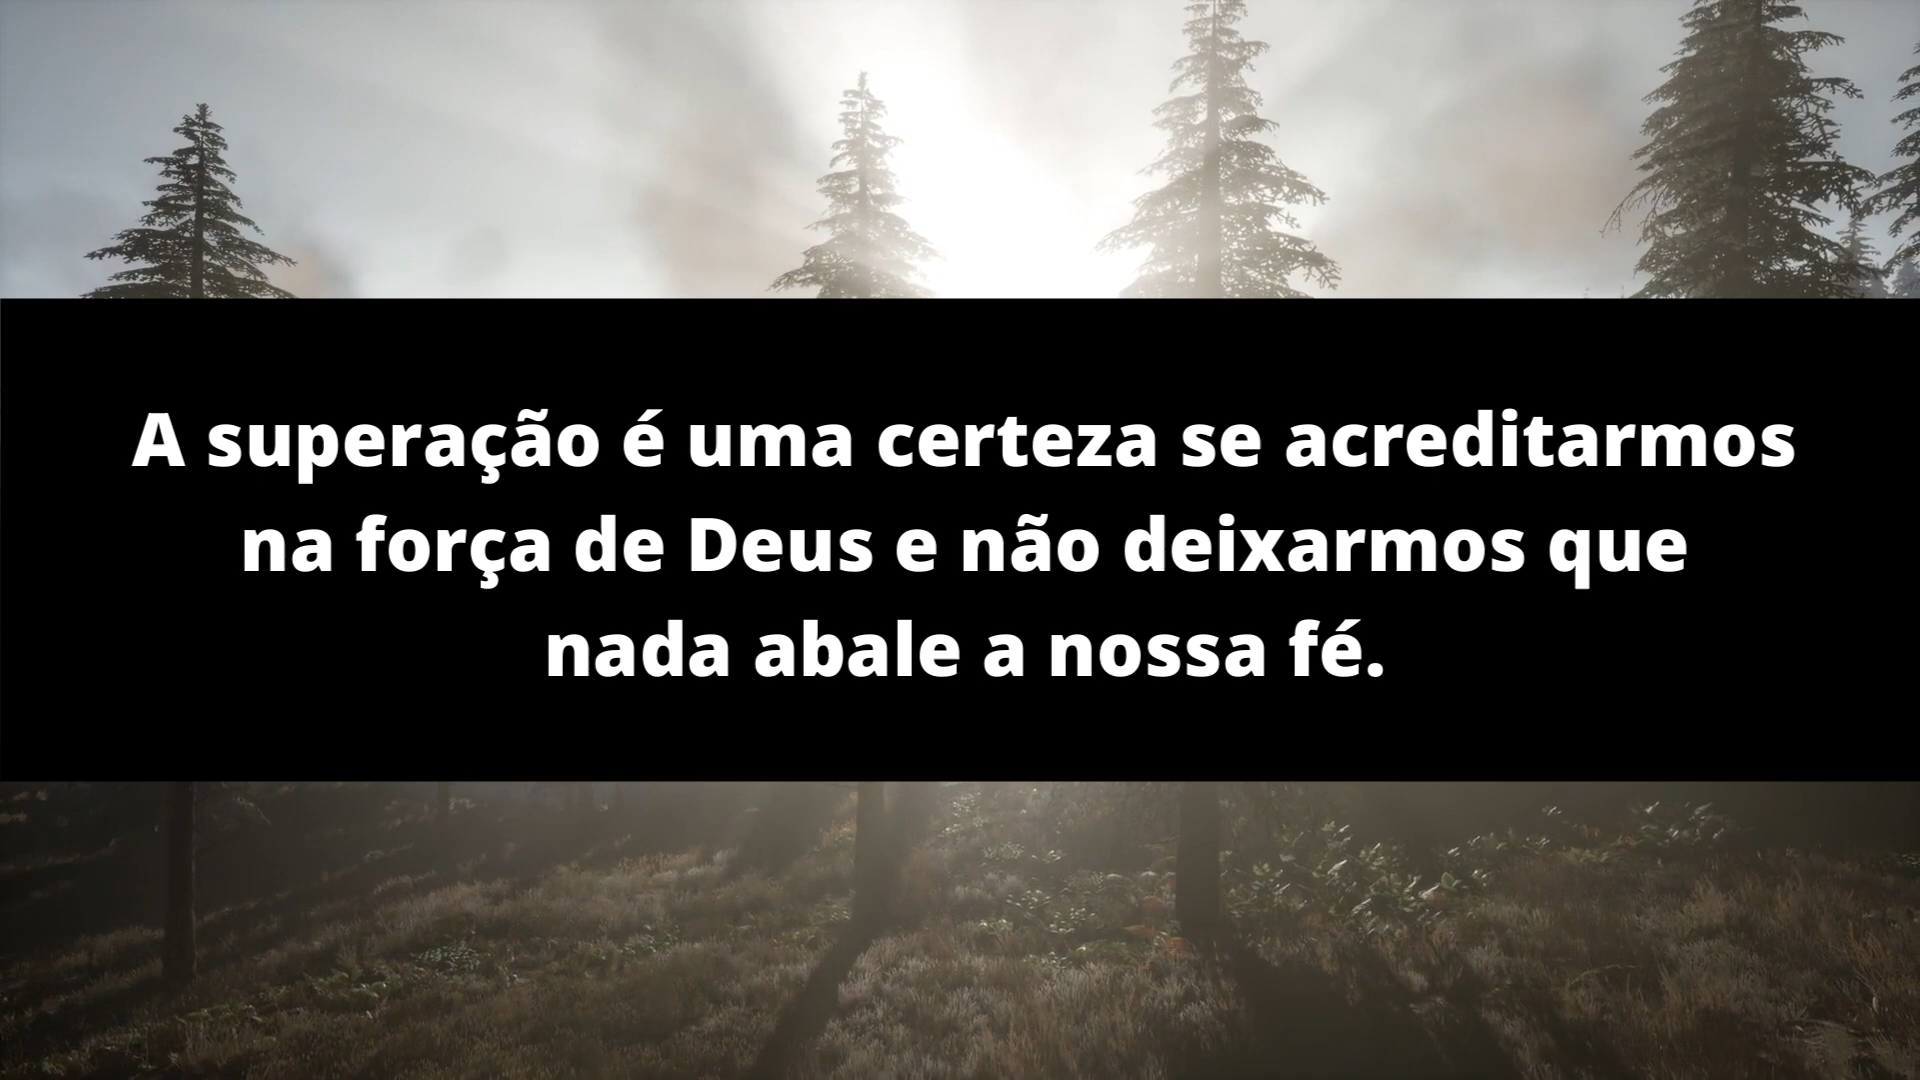 A superação é uma certeza se acreditarmos
na força de Deus e não deixarmos que
nada abale a nossa fé.